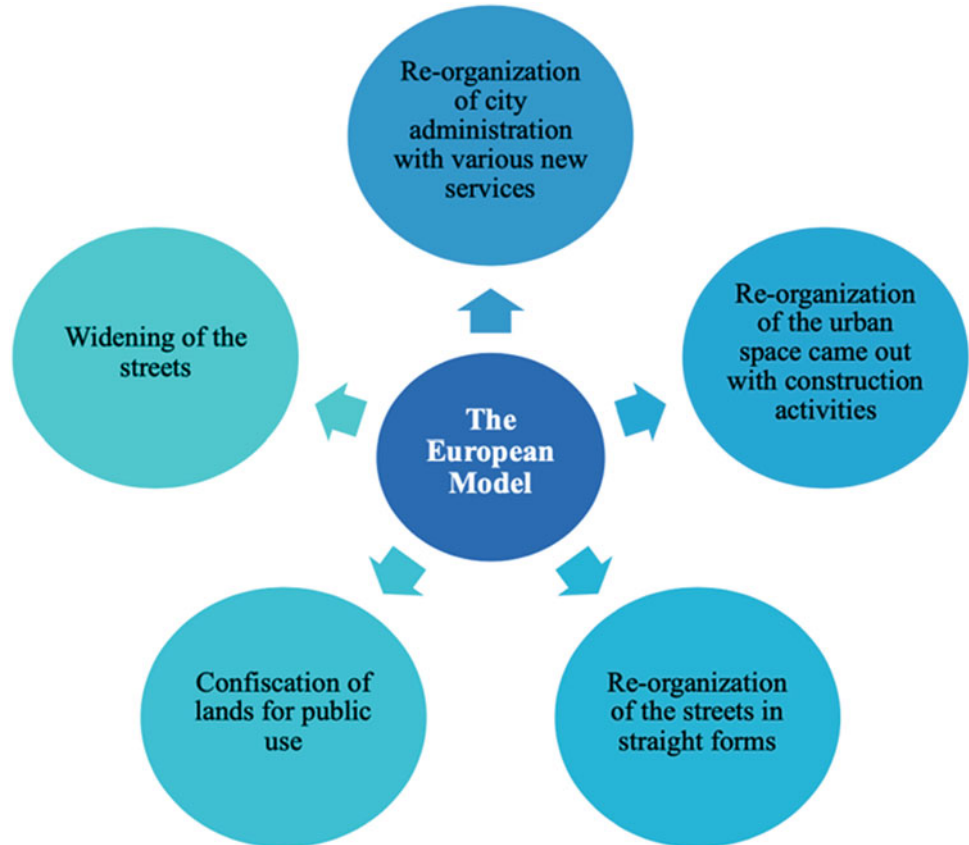 Re-organization
of city
administration
with various new
services
Re-organization
of the urban
space came out
with construction
activities
Widening of the
streets
The
European
Model
Confiscation of
lands for public
use
Re-organization
of the streets in
straight forms